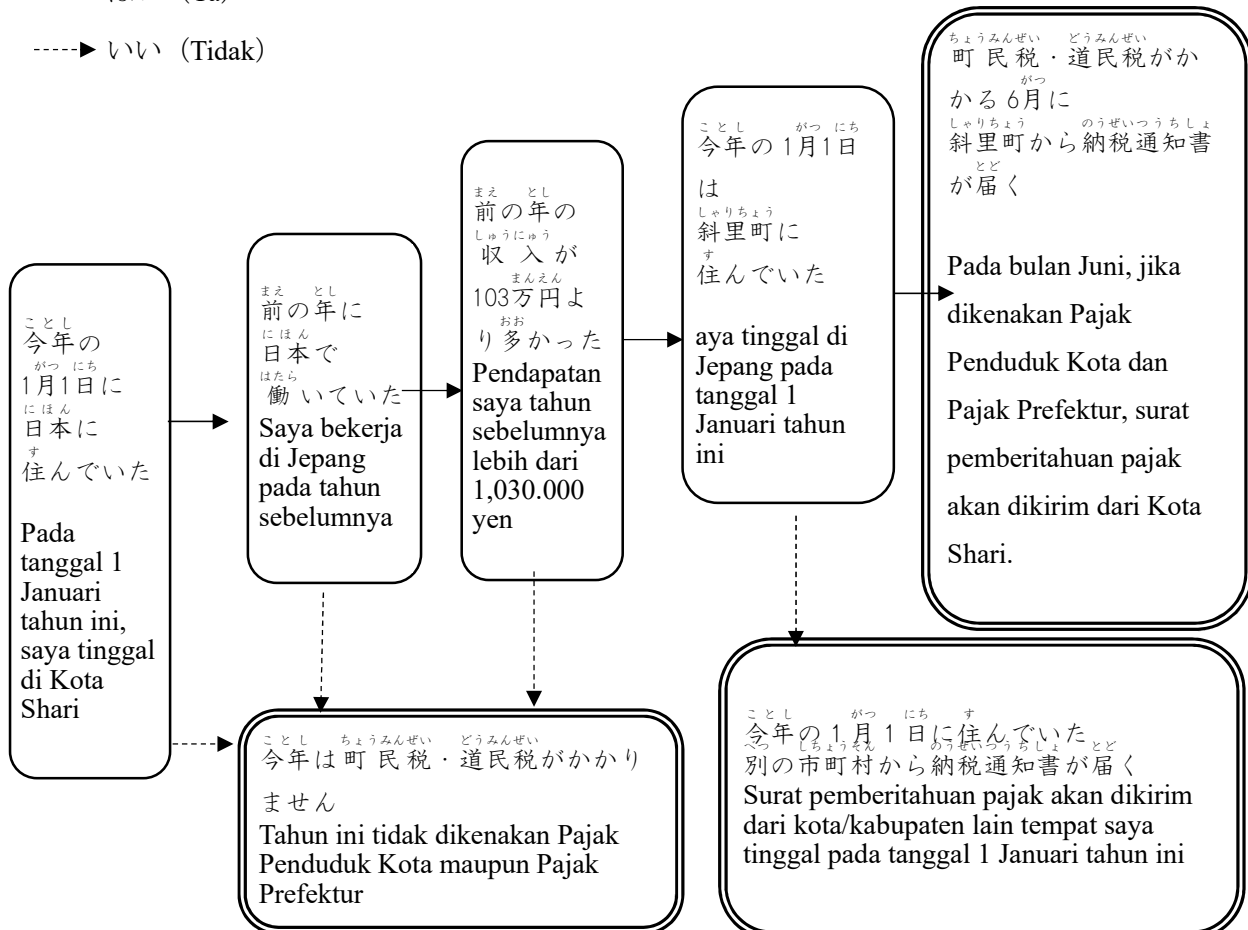 いい (Tidak)
今年の
1月1日に
日本に
住んでいた
Pada
tanggal 1
Januari
tahun ini,
saya tinggal
di Kota
Shari
前の年に
日本で
働いていた
Saya bekerja
di Jepang
pada tahun
sebelumnya
前の年の
収入が
103万円よ
り多かった
Pendapatan
saya tahun
sebelumnya
lebih dari
1,030.000
yen
今年の1月1日
は
斜里町に
住んでいた
aya tinggal di
Jepang pada
tanggal 1
Januari tahun
ini
町民税・道民税がか
かる6月に
斜里町から納税通知書
が届く
Pada bulan Juni, jika
dikenakan Pajak
Penduduk Kota dan
Pajak Prefektur, surat
pemberitahuan pajak
akan dikirim dari Kota
Shari.
今年は町民税・道民税がかかり
ません
Tahun ini tidak dikenakan Pajak
Penduduk Kota maupun Pajak
Prefektur
今年の1月1日に住んでいた
別の市町村から納税通知書が届く
Surat pemberitahuan pajak akan dikirim
dari kota/kabupaten lain tempat saya
tinggal pada tanggal 1 Januari tahun ini